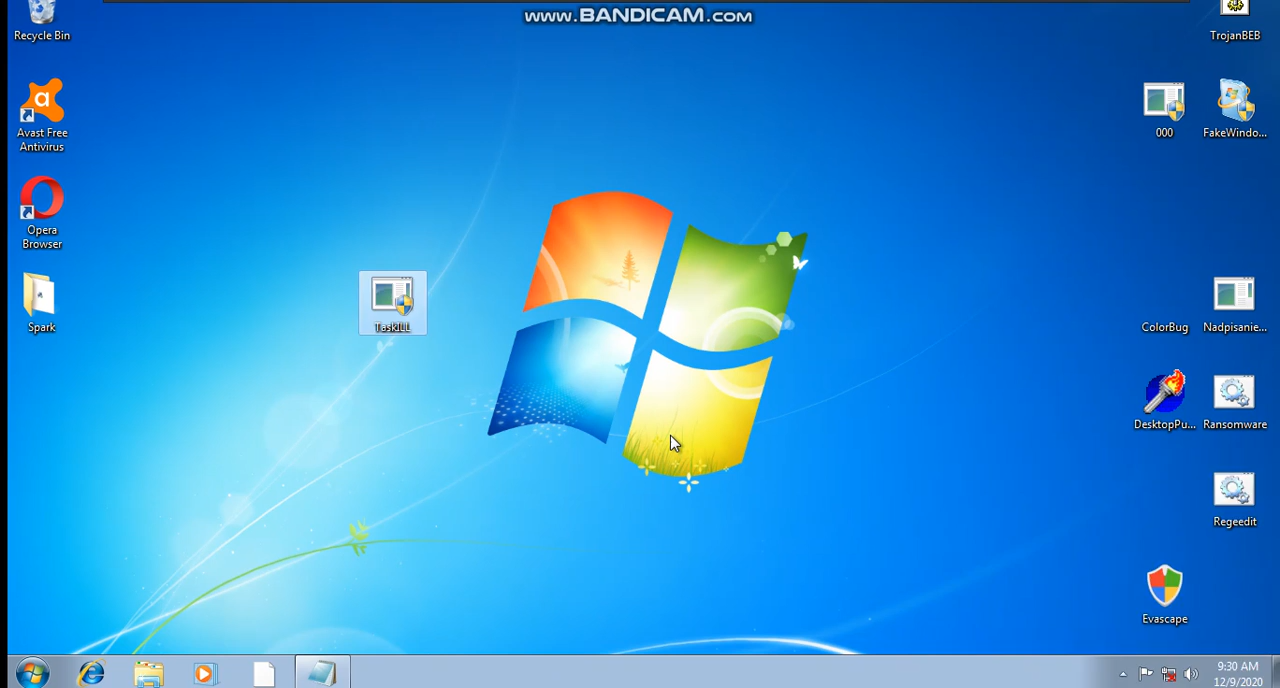 www.BANDICAM.com
Recycle Bin
TrojanBEB
Avast Free
Antivirus
000
FakeWindo...
Opera
Browser
Spark
TaskILL
ColorBug
Nadpisanie...
DesktopPu...
Ransomware
Regeedit
Evascape
9:30 AM
12/9/2020